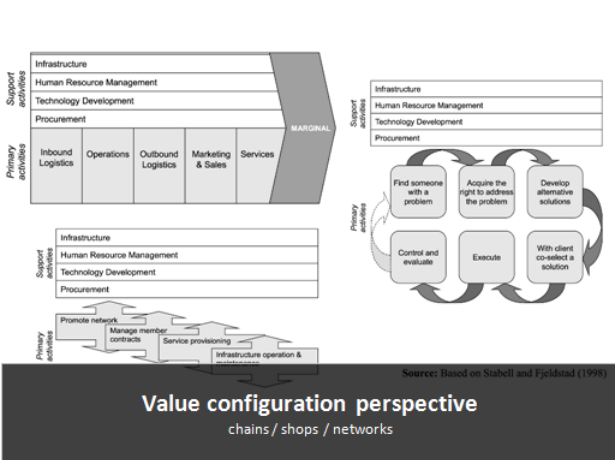 Support
activities
Infrastructure
Human Resource Management
Technology Development
Procurement
MARGINAL
Primary
activities
Inbound
Logistics
Operations
Outbound
Logistics
Marketing
& Sales
Services
Support
activities
Infrastructure
Human Resource Management
Technology Development
Procurement
Primary
activities
Find someone
with a
problem
Acquire the
right to address
the problem
Develop
alternative
solutions
Control and
evaluate
Execute
With client
co-select a
solution
Support
activities
Infrastructure
Human Resource Management
Technology Development
Procurement
Primary
activities
Promote network
Manage member
contracts
Service provisioning
Infrastructure operation &
maintenance
Source: Based on Stabell and Fjeldstad (1998)
Value configuration perspective
chains / shops / networks